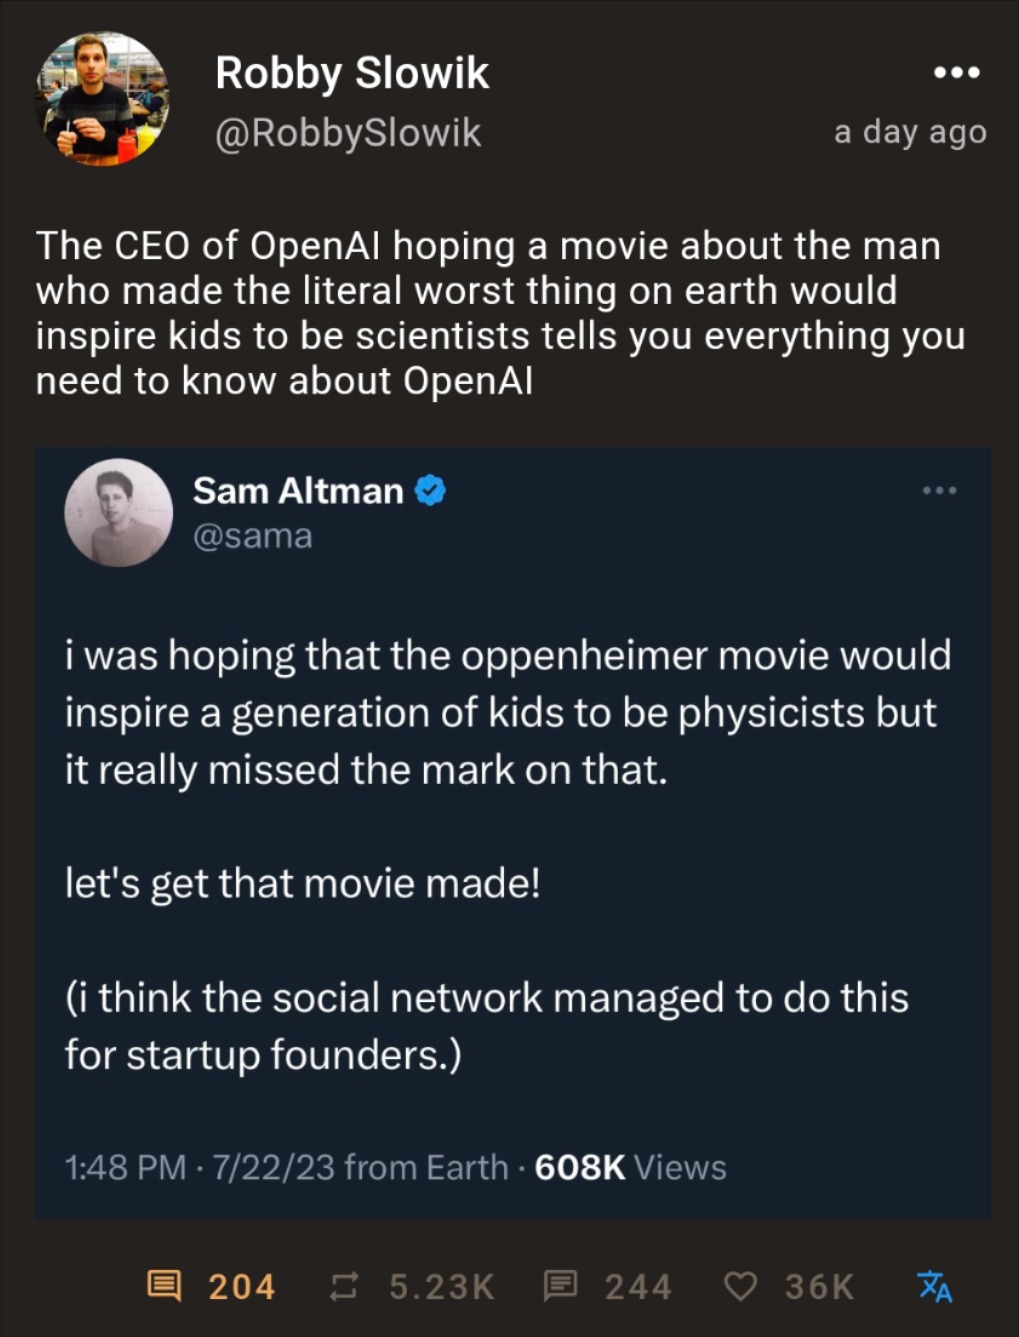 Robby Slowik
@RobbySlowik
a day ago
The CEO of OpenAI hoping a movie about the man
who made the literal worst thing on earth would
inspire kids to be scientists tells you everything you
need to know about OpenAI
Sam Altman
@sama
i was hoping that the oppenheimer movie would
inspire a generation of kids to be physicists but
it really missed the mark on that.
let's get that movie made!
(i think the social network managed to do this
for startup founders.)
1:48 PM · 7/22/23 from Earth · 608K Views
204 5.23K 244 36K